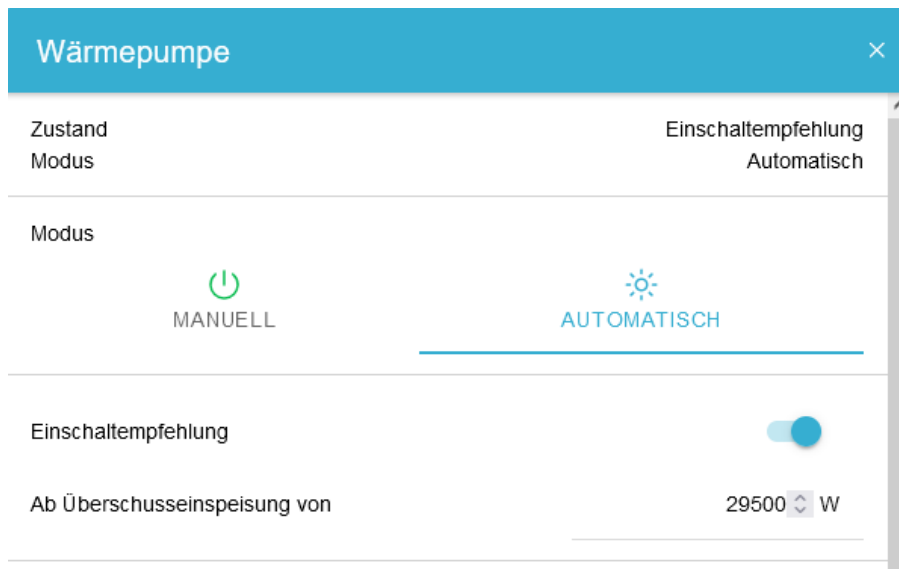 Wärmepumpe
Zustand Einschaltempfehlung
Modus Automatisch
Modus
MANUELL AUTOMATISCH
Einschaltempfehlung
Ab Überschusseinspeisung von 29500 W